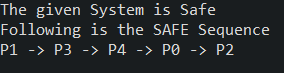 The given System is Safe
Following is the SAFE Sequence
P1 -> P3 -> P4 -> P0 -> P2